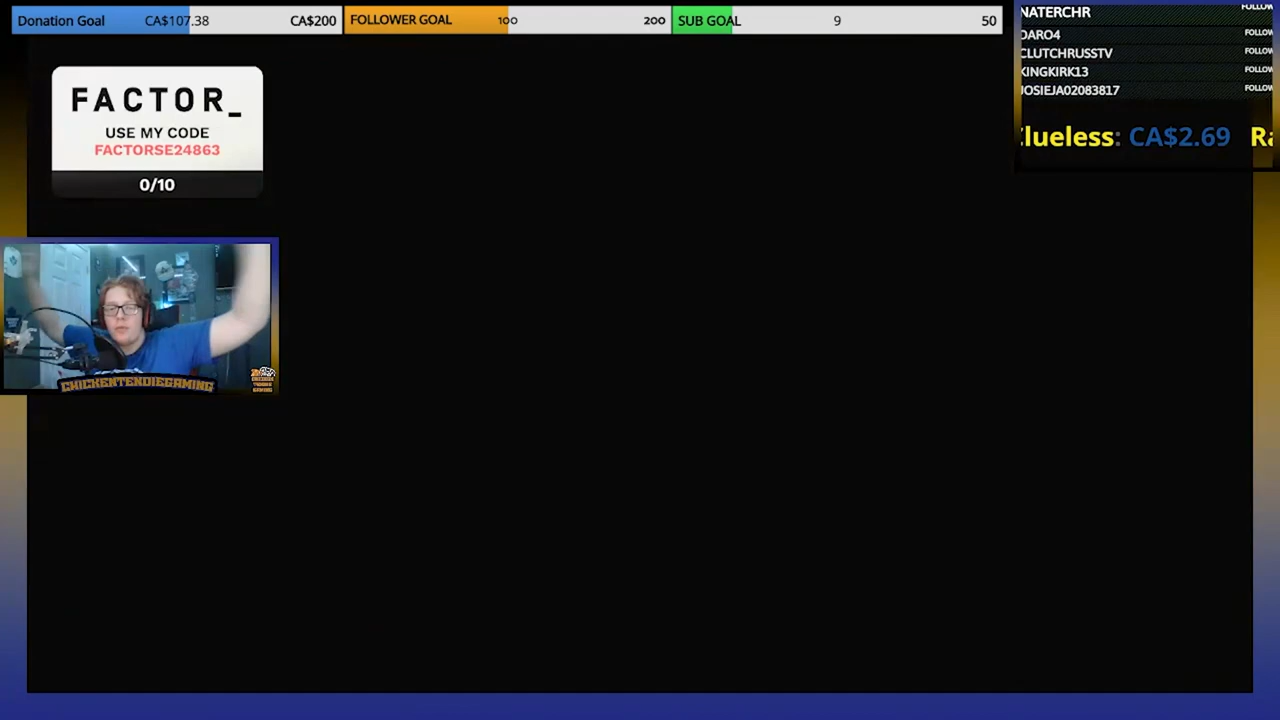 Donation Goal CA$107.38 CA$200
FOLLOWER GOAL 100 200
SUB GOAL 9 50
NATERCHR
DARO4
CLUTCHRUSSTV
KINGKIRK13
JOSIEJA02083817
FOLLOW
FOLLOW
FOLLOW
FOLLOW
FOLLOW
lueless: CA$2.69 Ra
FACTOR_
USE MY CODE
FACTORSE24863
0/10
CHICKENTENDIEGAMING